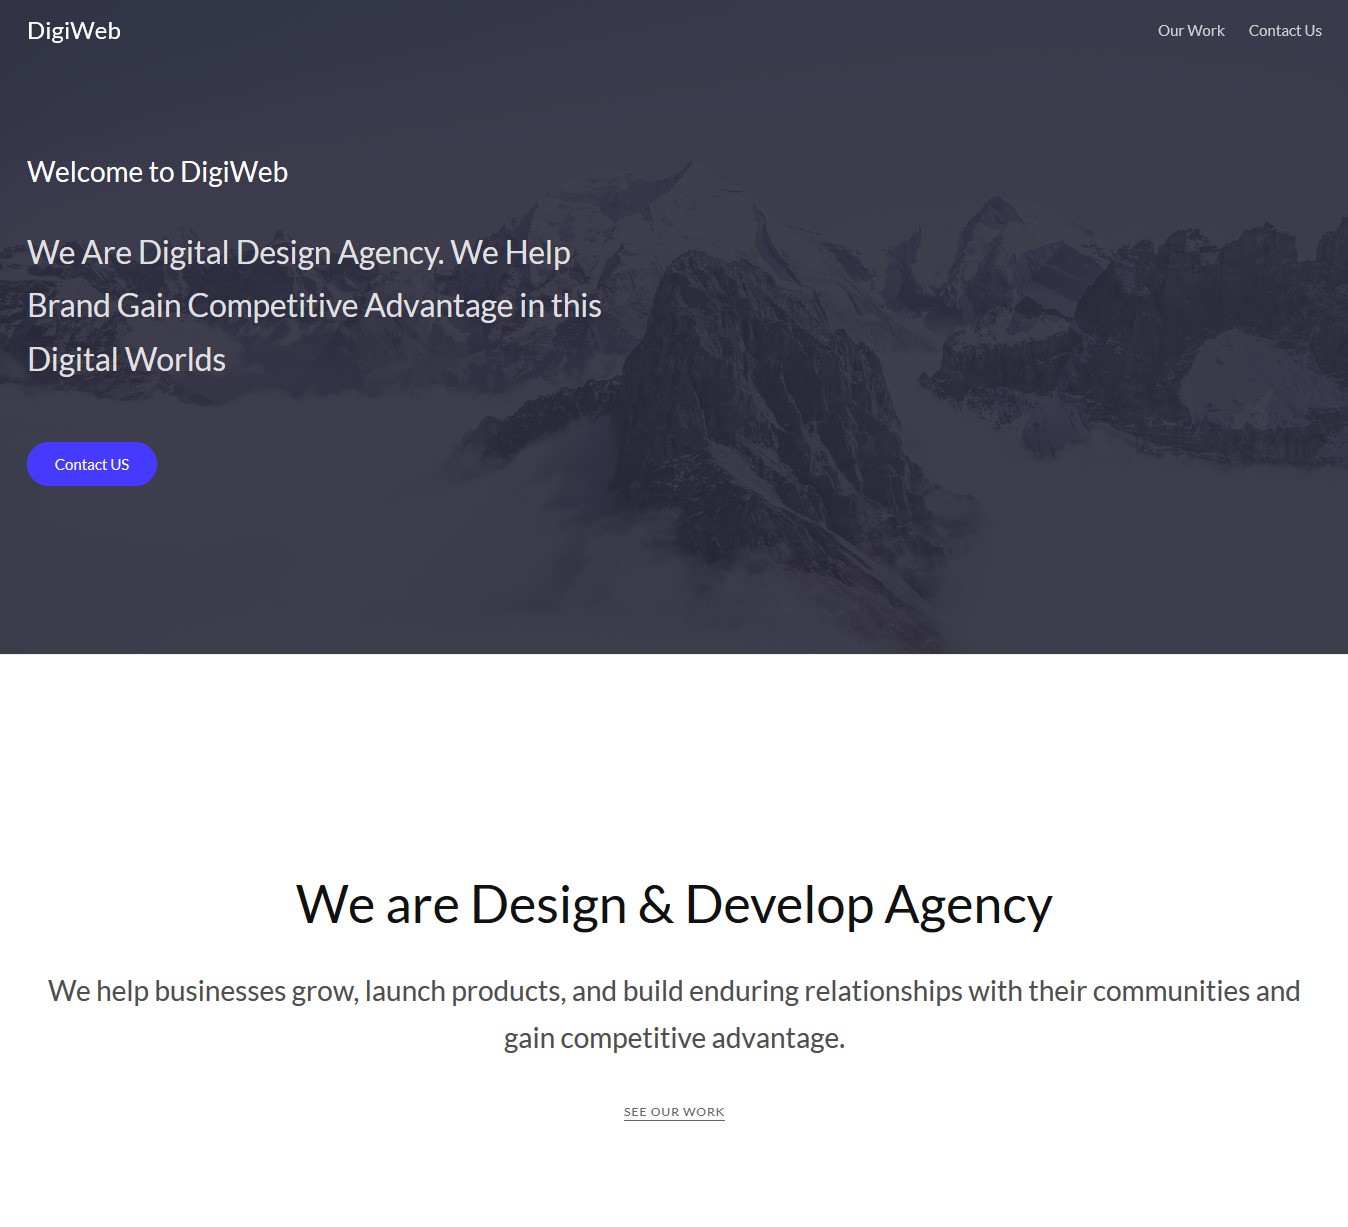 DigiWeb
Our Work
Contact Us
Welcome to DigiWeb
We Are Digital Design Agency. We Help
Brand Gain Competitive Advantage in this
Digital Worlds
Contact US
We are Design & Develop Agency
We help businesses grow, launch products, and build enduring relationships with their communities and
gain competitive advantage.
SEE OUR WORK